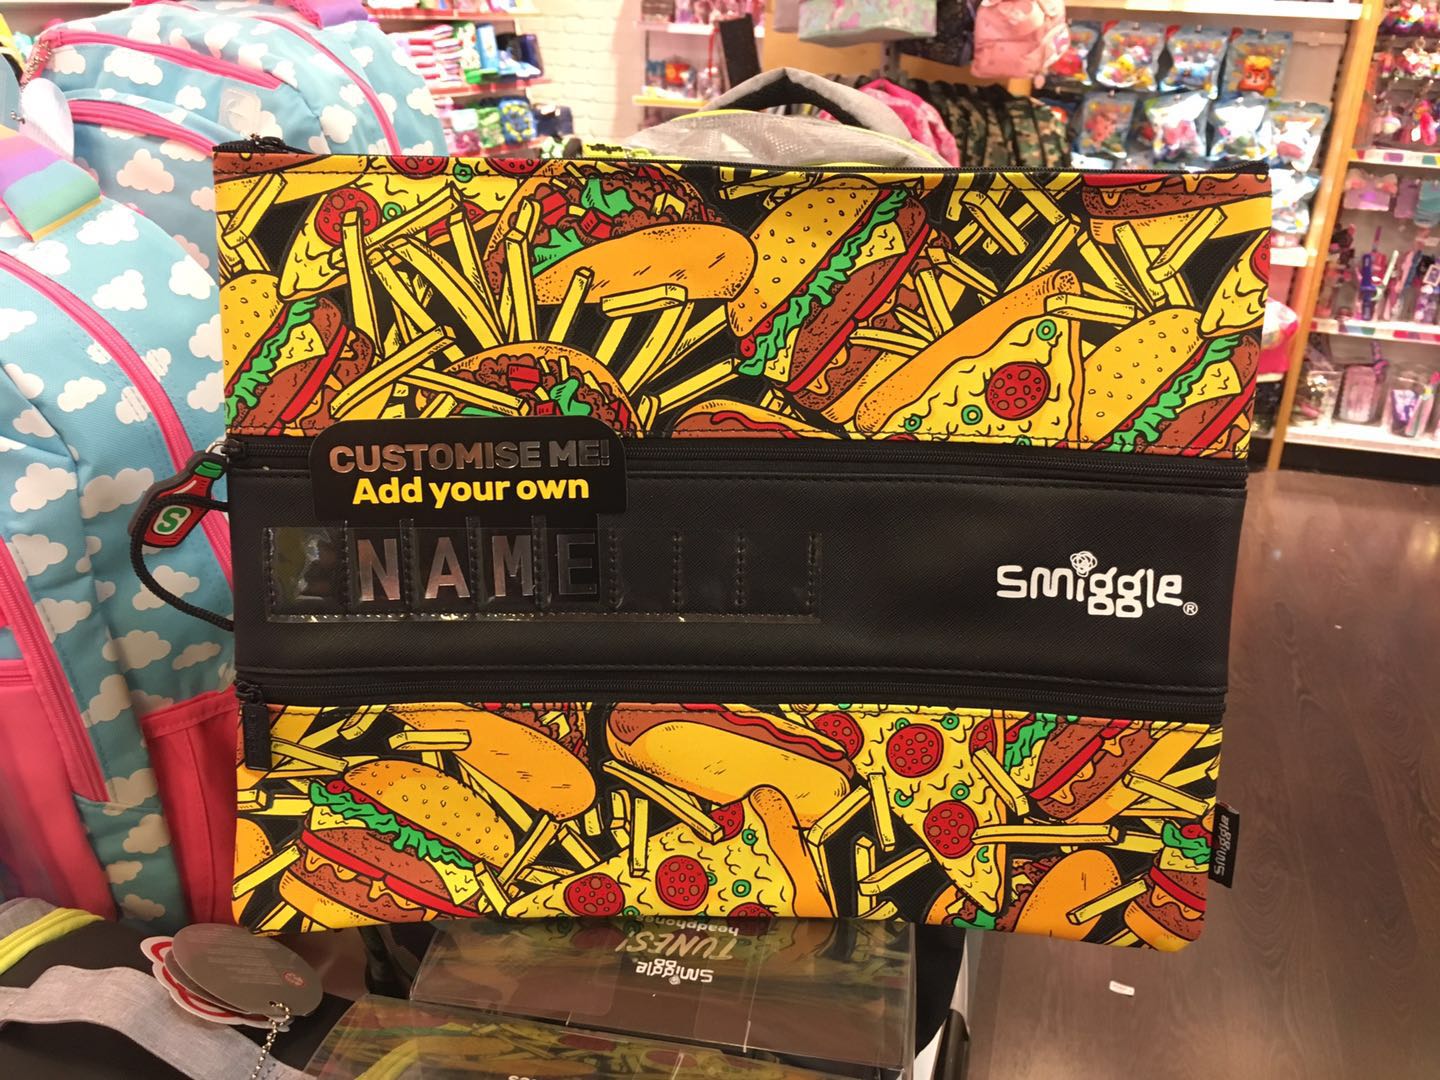 CUSTOMISE ME!
Add your own
NAME
smiggle®
smiggle
S
smiggle
TUNES!
headphones